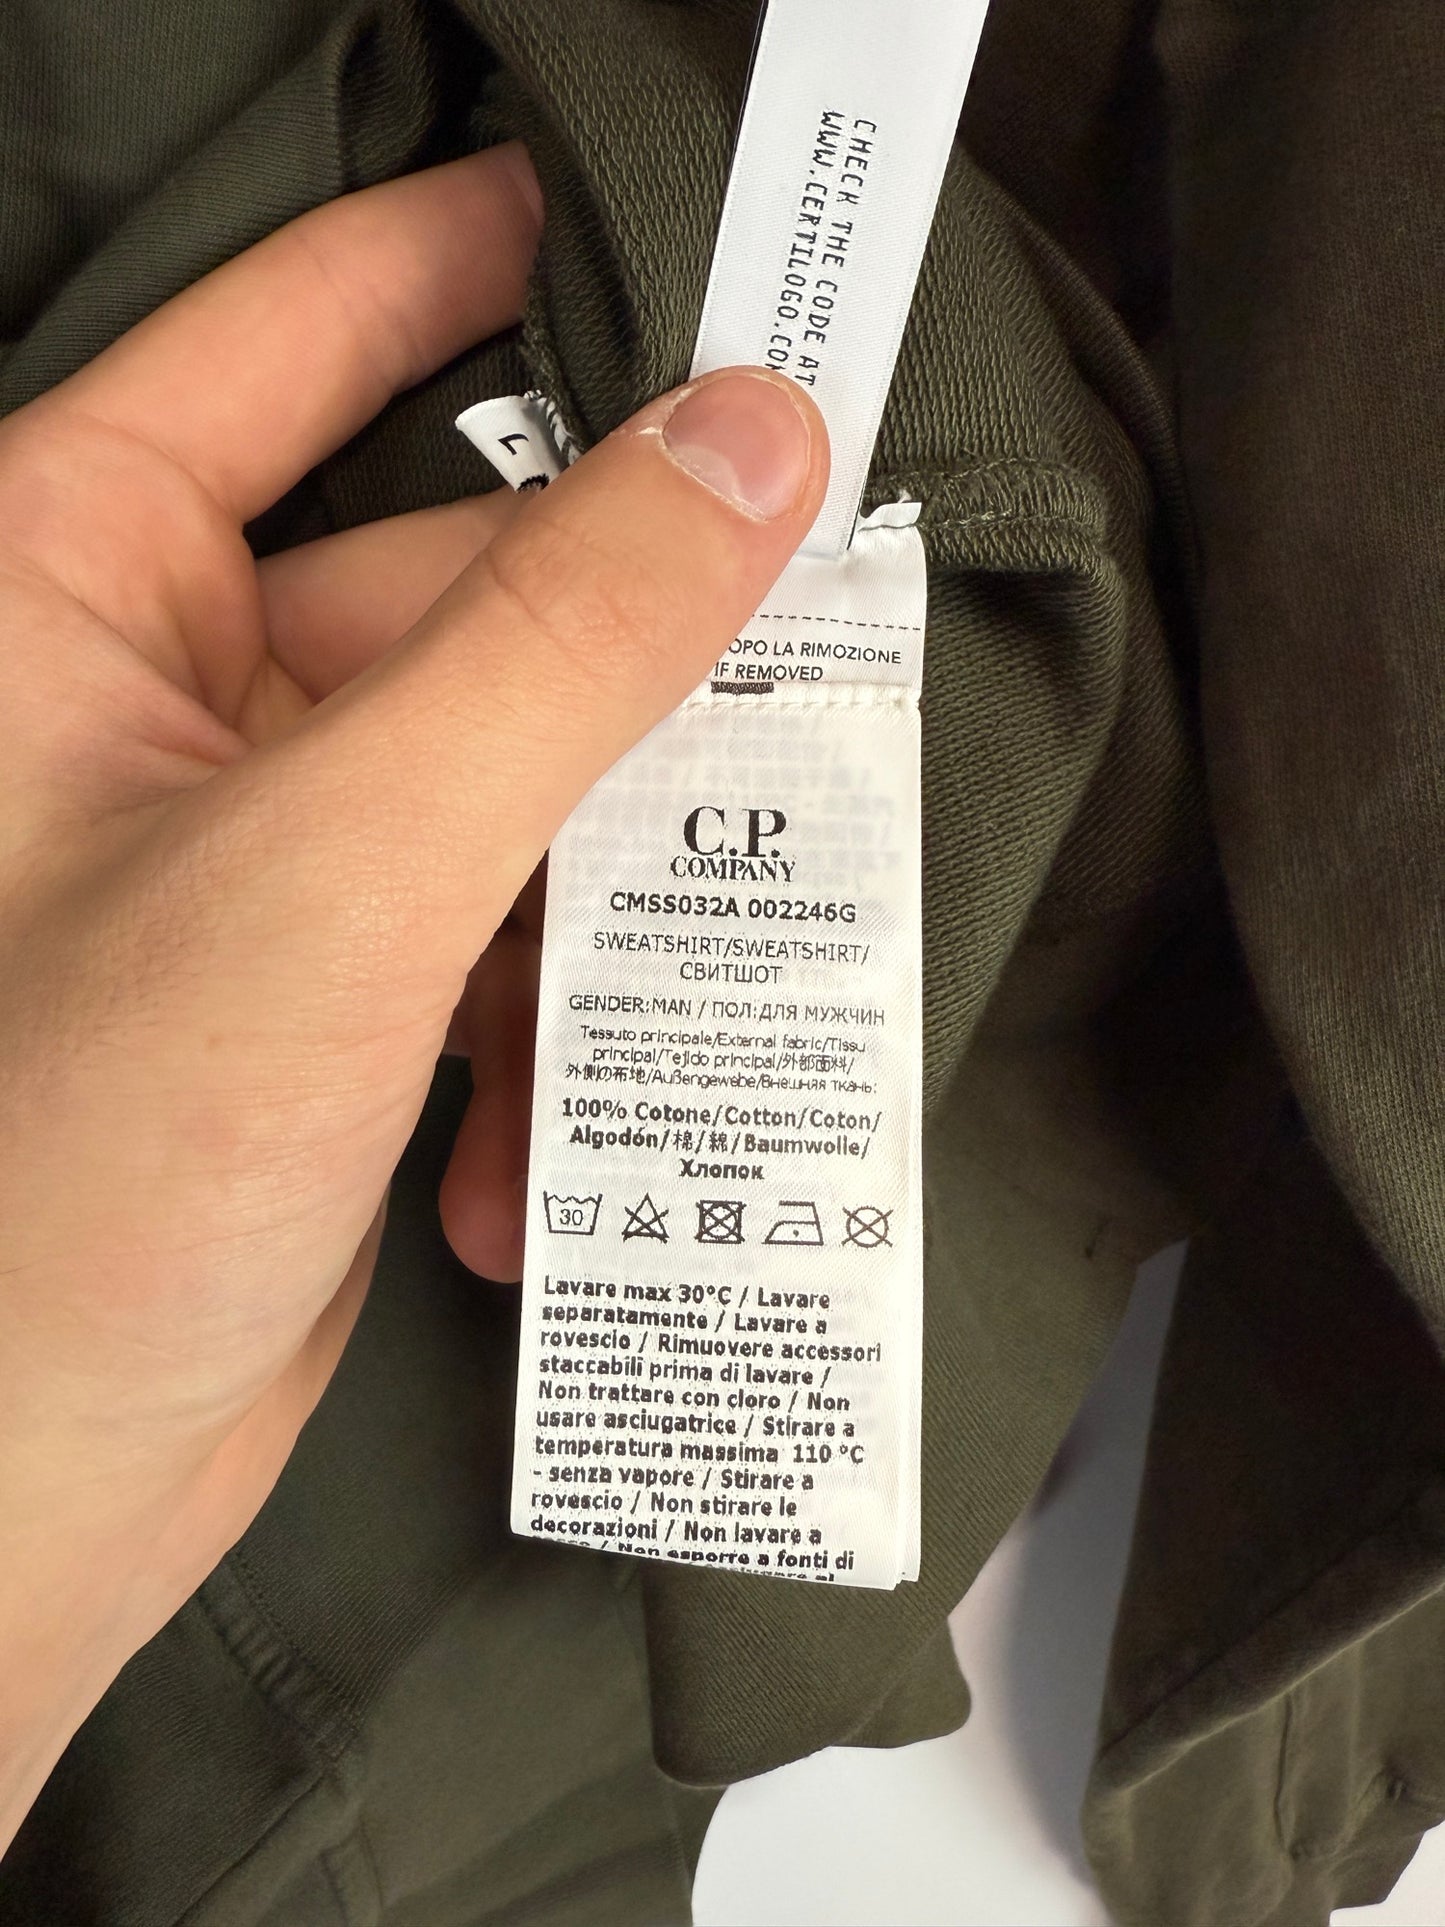 CHECK THE CODE AT
WWW.CERTILOGO.COM
L
OPO LA RIMOZIONE
IF REMOVED
C.P.
COMPANY
CMSS032A 002246G
SWEATSHIRT/SWEATSHIRT/
СВИТШОТ
GENDER:MAN / ПОЛ:ДЛЯ МУЖЧИН
Tessuto principale/External fabric/Tissu
principal/Tejido principal/外部面料/
外側の布地/Außengewebe/Внешняя ткань:
100% Cotone/Cotton/Coton/
Algodón/棉/綿/Baumwolle/
Хлопок
30
Lavare max 30°C / Lavare
separatamente / Lavare a
rovescio / Rimuovere accessori
staccabili prima di lavare /
Non trattare con cloro / Non
usare asciugatrice / Stirare a
temperatura massima 110 °C
- senza vapore / Stirare a
rovescio / Non stirare le
decorazioni / Non lavare a
/ Non esporre a fonti di